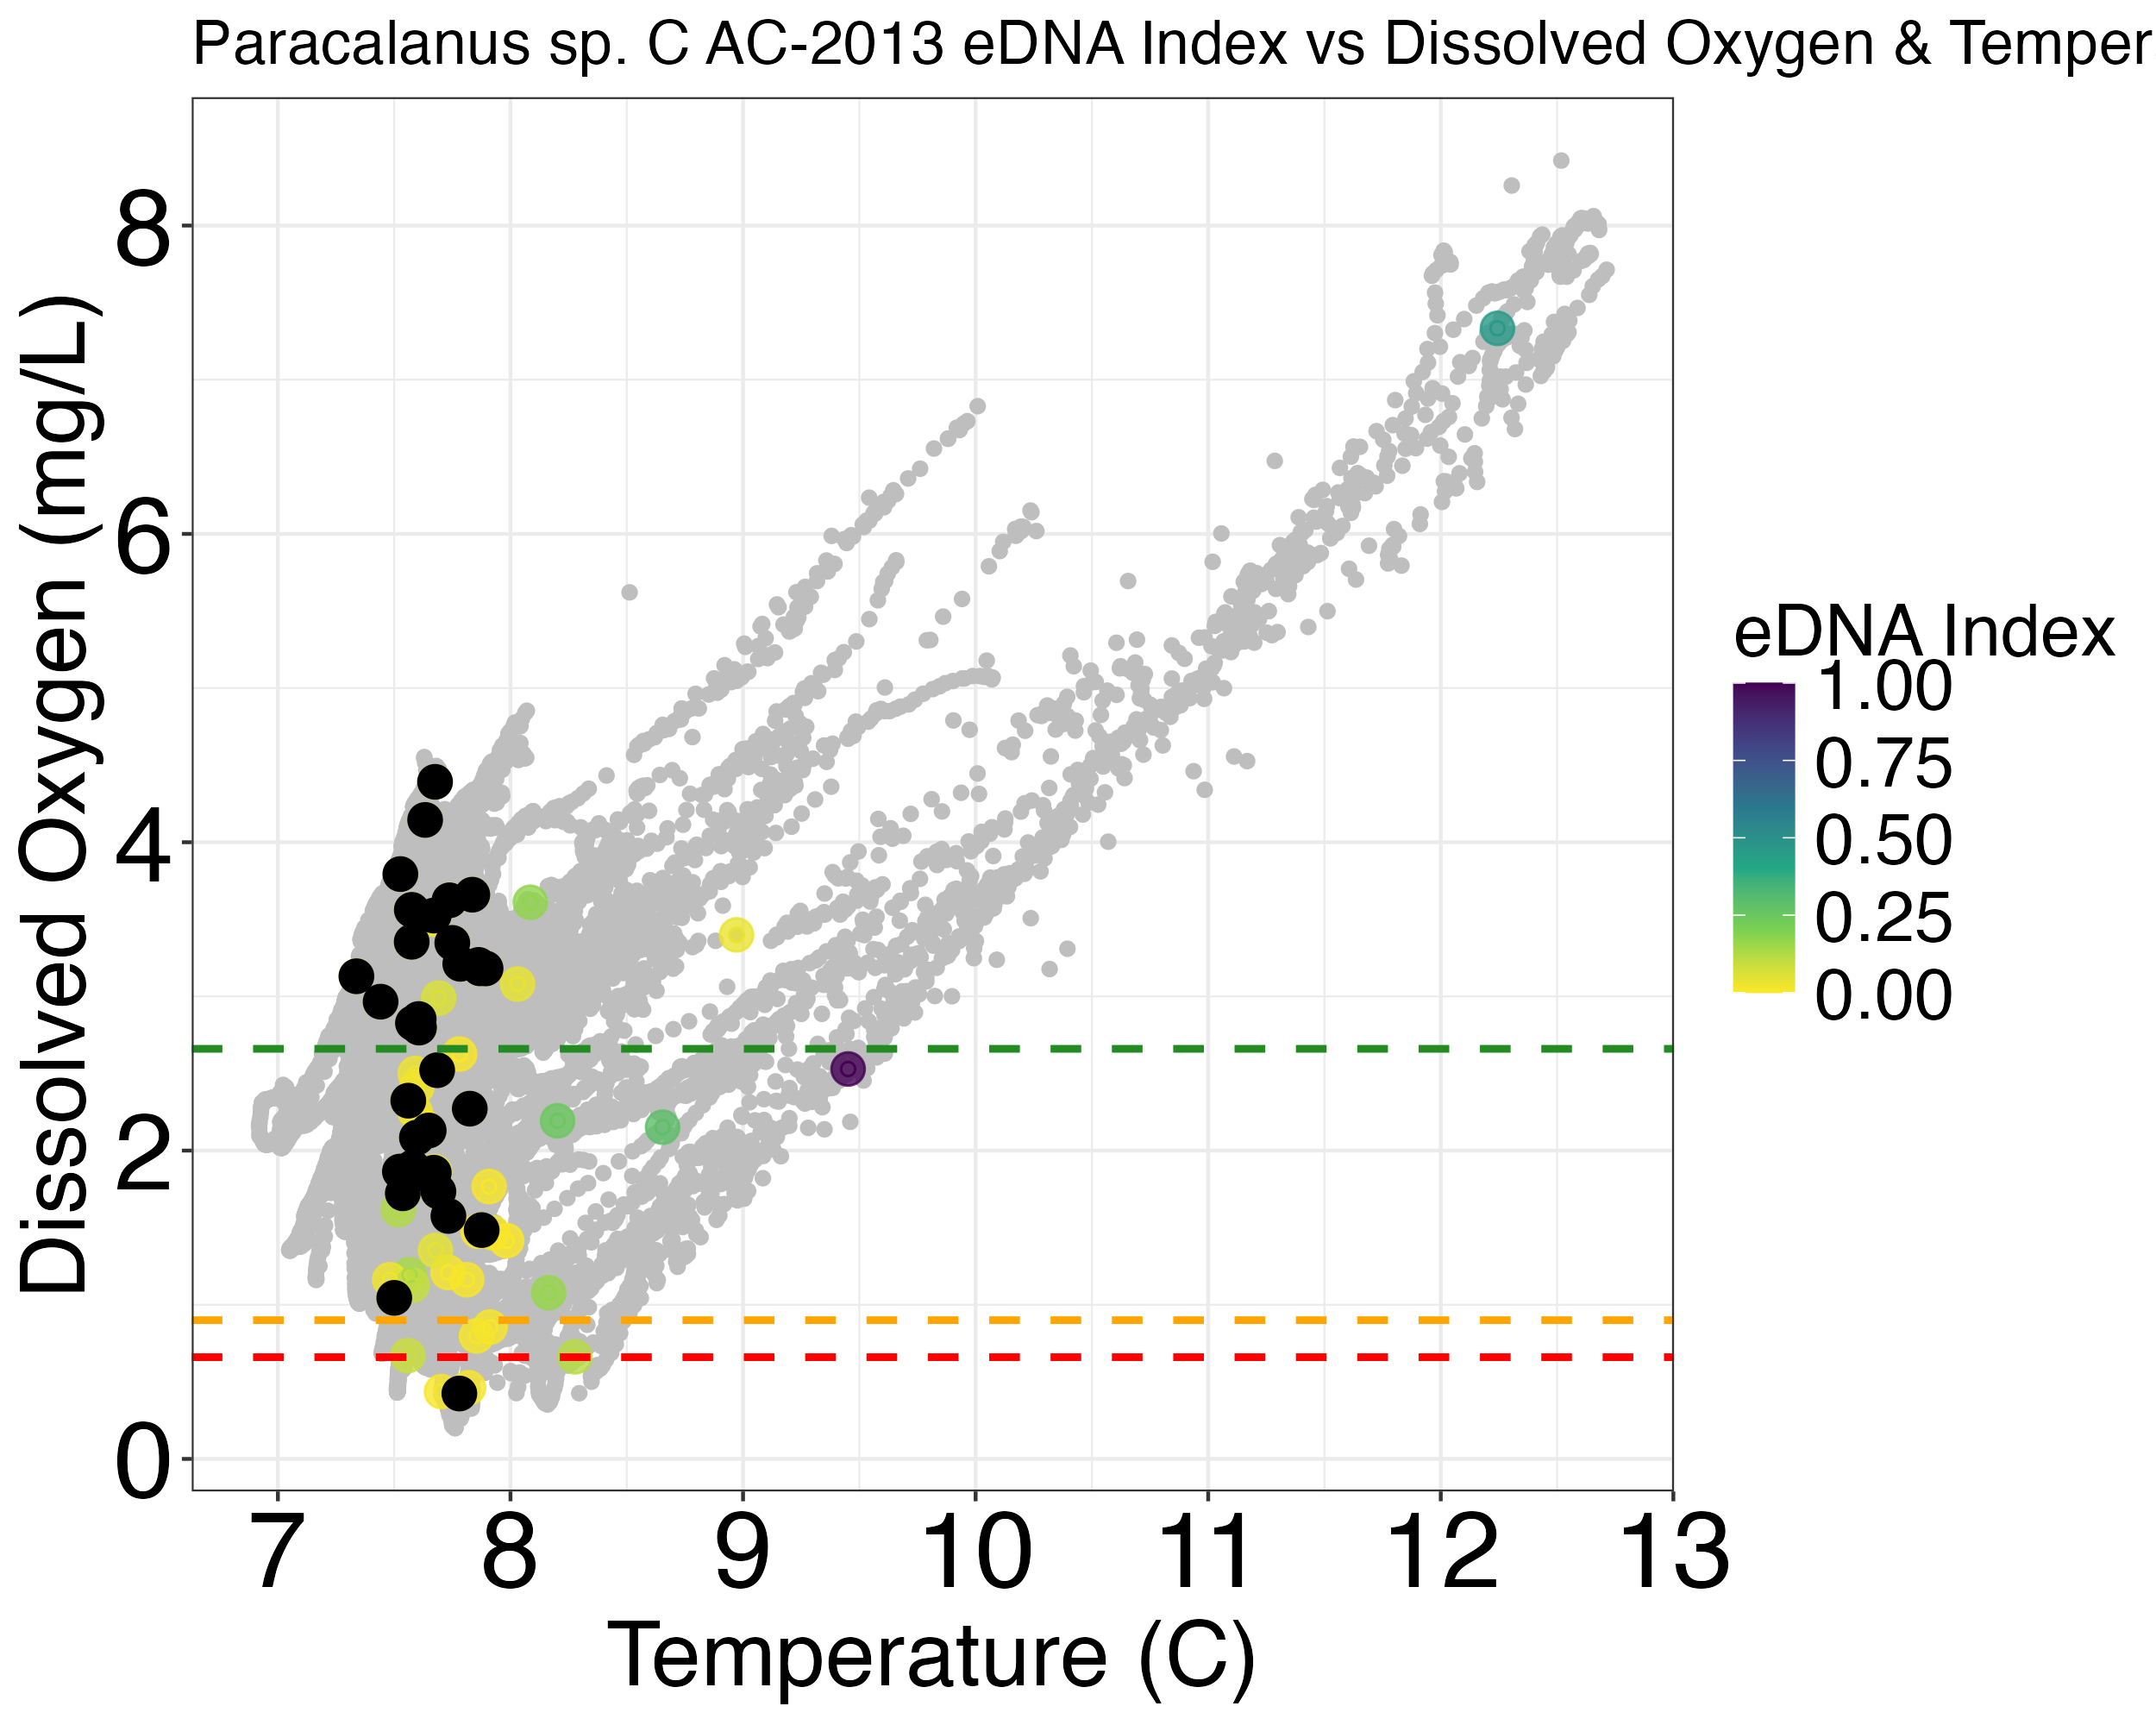 Paracalanus sp. C AC-2013 eDNA Index vs Dissolved Oxygen & Temper
Dissolved Oxygen (mg/L)
8
6
4
2
0
7 8 9 10 11 12 13
Temperature (C)
eDNA Index
1.00
0.75
0.50
0.25
0.00